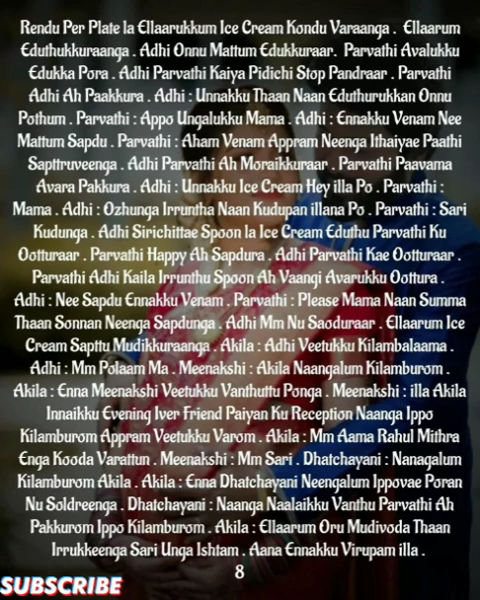 Rendu Per Plate la Ellaarukkum Ice Cream Kondu Varaanga . Ellaarum
Eduthukkuraanga . Adhi Onnu Mattum Edukkuraar. Parvathi Avalukku
Edukka Pora . Adhi Parvathi Kaiya Pidichi Stop Pandraar . Parvathi
Adhi Ah Paakkura . Adhi : Unnakku Thaan Naan Eduthurukkan Onnu
Pothum . Parvathi : Appo Ungalukku Mama . Adhi : Ennakku Venam Nee
Mattum Sapdu . Parvathi : Aham Venam Appram Neenga Ithaiye Paathi
Sapttruveenga . Adhi Parvathi Ah Moraikkuraar . Parvathi Paavama
Avara Pakkura . Adhi : Unnakku Ice Cream Hey illa Po . Parvathi :
Mama . Adhi : Ozhunga Irruntha Naan Kudupan illana Po . Parvathi : Sari
Kudunga . Adhi Sirichittae Spoon la Ice Cream Eduthu Parvathi Ku
Ootturaar . Parvathi Happy Ah Sapdura . Adhi Parvathi Kae Ootturaar .
Parvathi Adhi Kaila Irrunthu Spoon Ah Vaangi Avarukku Oottura .
Adhi : Nee Sapdu Ennakku Venam . Parvathi : Please Mama Naan Summa
Thaan Sonnan Neenga Sapdunga . Adhi Mm Nu Saoduraar . Ellaarum Ice
Cream Sapttu Mudikkuraanga . Akila : Adhi Veetukku Kilambalaama .
Adhi : Mm Polaam Ma . Meenakshi : Akila Naangalum Kilamburom .
Akila : Enna Meenakshi Veetukku Vanthuttu Ponga . Meenakshi : illa Akila
Innaikku Evening Iver Friend Paiyan Ku Reception Naanga Ippo
Kilamburom Appram Veetukku Varom . Akila : Mm Aama Rahul Mithra
Enga Kooda Varattun . Meenakshi : Mm Sari . Dhatchayani : Nanagalum
Kilamburom Akila . Akila : Enna Dhatchayani Neengalum Ippovae Poran
Nu Soldreenga . Dhatchayani : Naanga Naalaikku Vanthu Parvathi Ah
Pakkurom Ippo Kilamburom . Akila : Ellaarum Oru Mudivoda Thaan
Irrukkeenga Sari Unga Ishtam . Aana Ennakku Virupam illa .
8
SUBSCRIBE